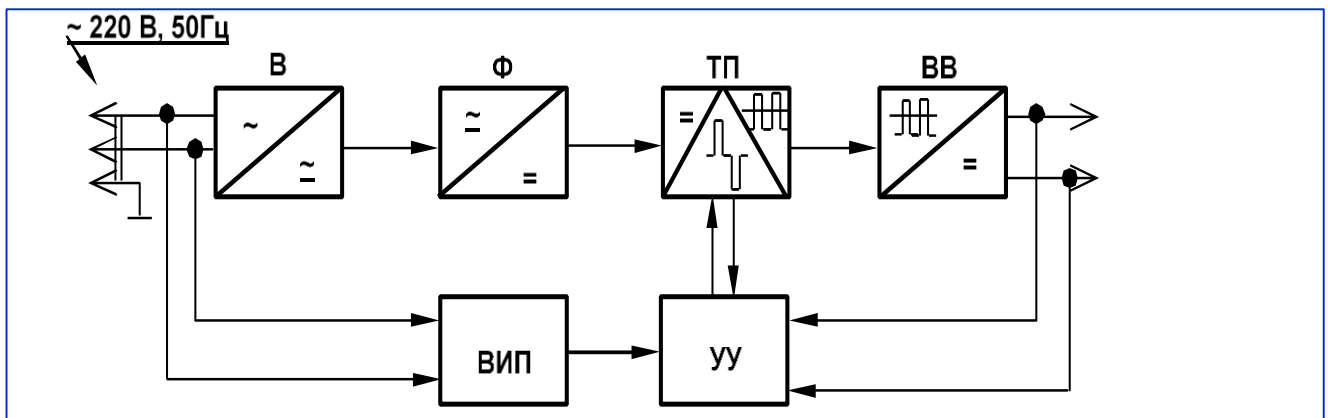 ~ 220 В, 50Гц
В
Ф
ТП
ВВ
~
~
~
=
=
=
ВИП
УУ